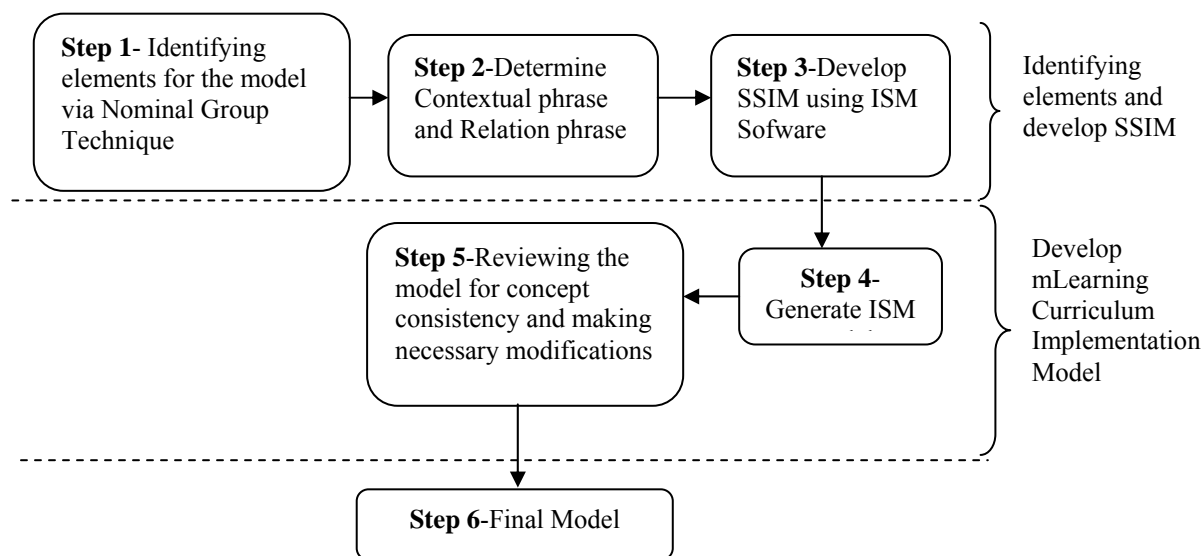 Step 1- Identifying
elements for the model
via Nominal Group
Technique
Step 2-Determine
Contextual phrase
and Relation phrase
Step 3-Develop
SSIM using ISM
Sofware
Identifying
elements and
develop SSIM
Step 4-
Generate ISM
Step 5-Reviewing the
model for concept
consistency and making
necessary modifications
Develop
mLearning
Curriculum
Implementation
Model
Step 6-Final Model